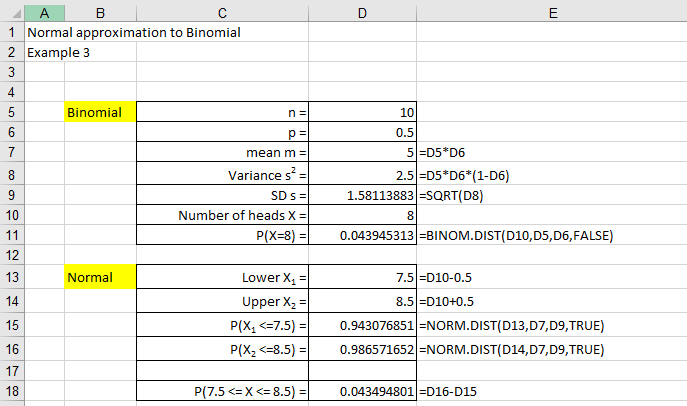 A B C D E
1 Normal approximation to Binomial
2 Example 3
3
4
5 Binomial n = 10
6 p = 0.5
7 mean m = 5 =D5*D6
8 Variance s² = 2.5 =D5*D6*(1-D6)
9 SD s = 1.58113883 =SQRT(D8)
10 Number of heads X = 8
11 P(X=8) = 0.043945313 =BINOM.DIST(D10,D5,D6,FALSE)
12
13 Normal Lower X₁ = 7.5 =D10-0.5
14 Upper X₂ = 8.5 =D10+0.5
15 P(X₁ <=7.5) = 0.943076851 =NORM.DIST(D13,D7,D9,TRUE)
16 P(X₂ <=8.5) = 0.986571652 =NORM.DIST(D14,D7,D9,TRUE)
17
18 P(7.5 <= X <= 8.5) = 0.043494801 =D16-D15